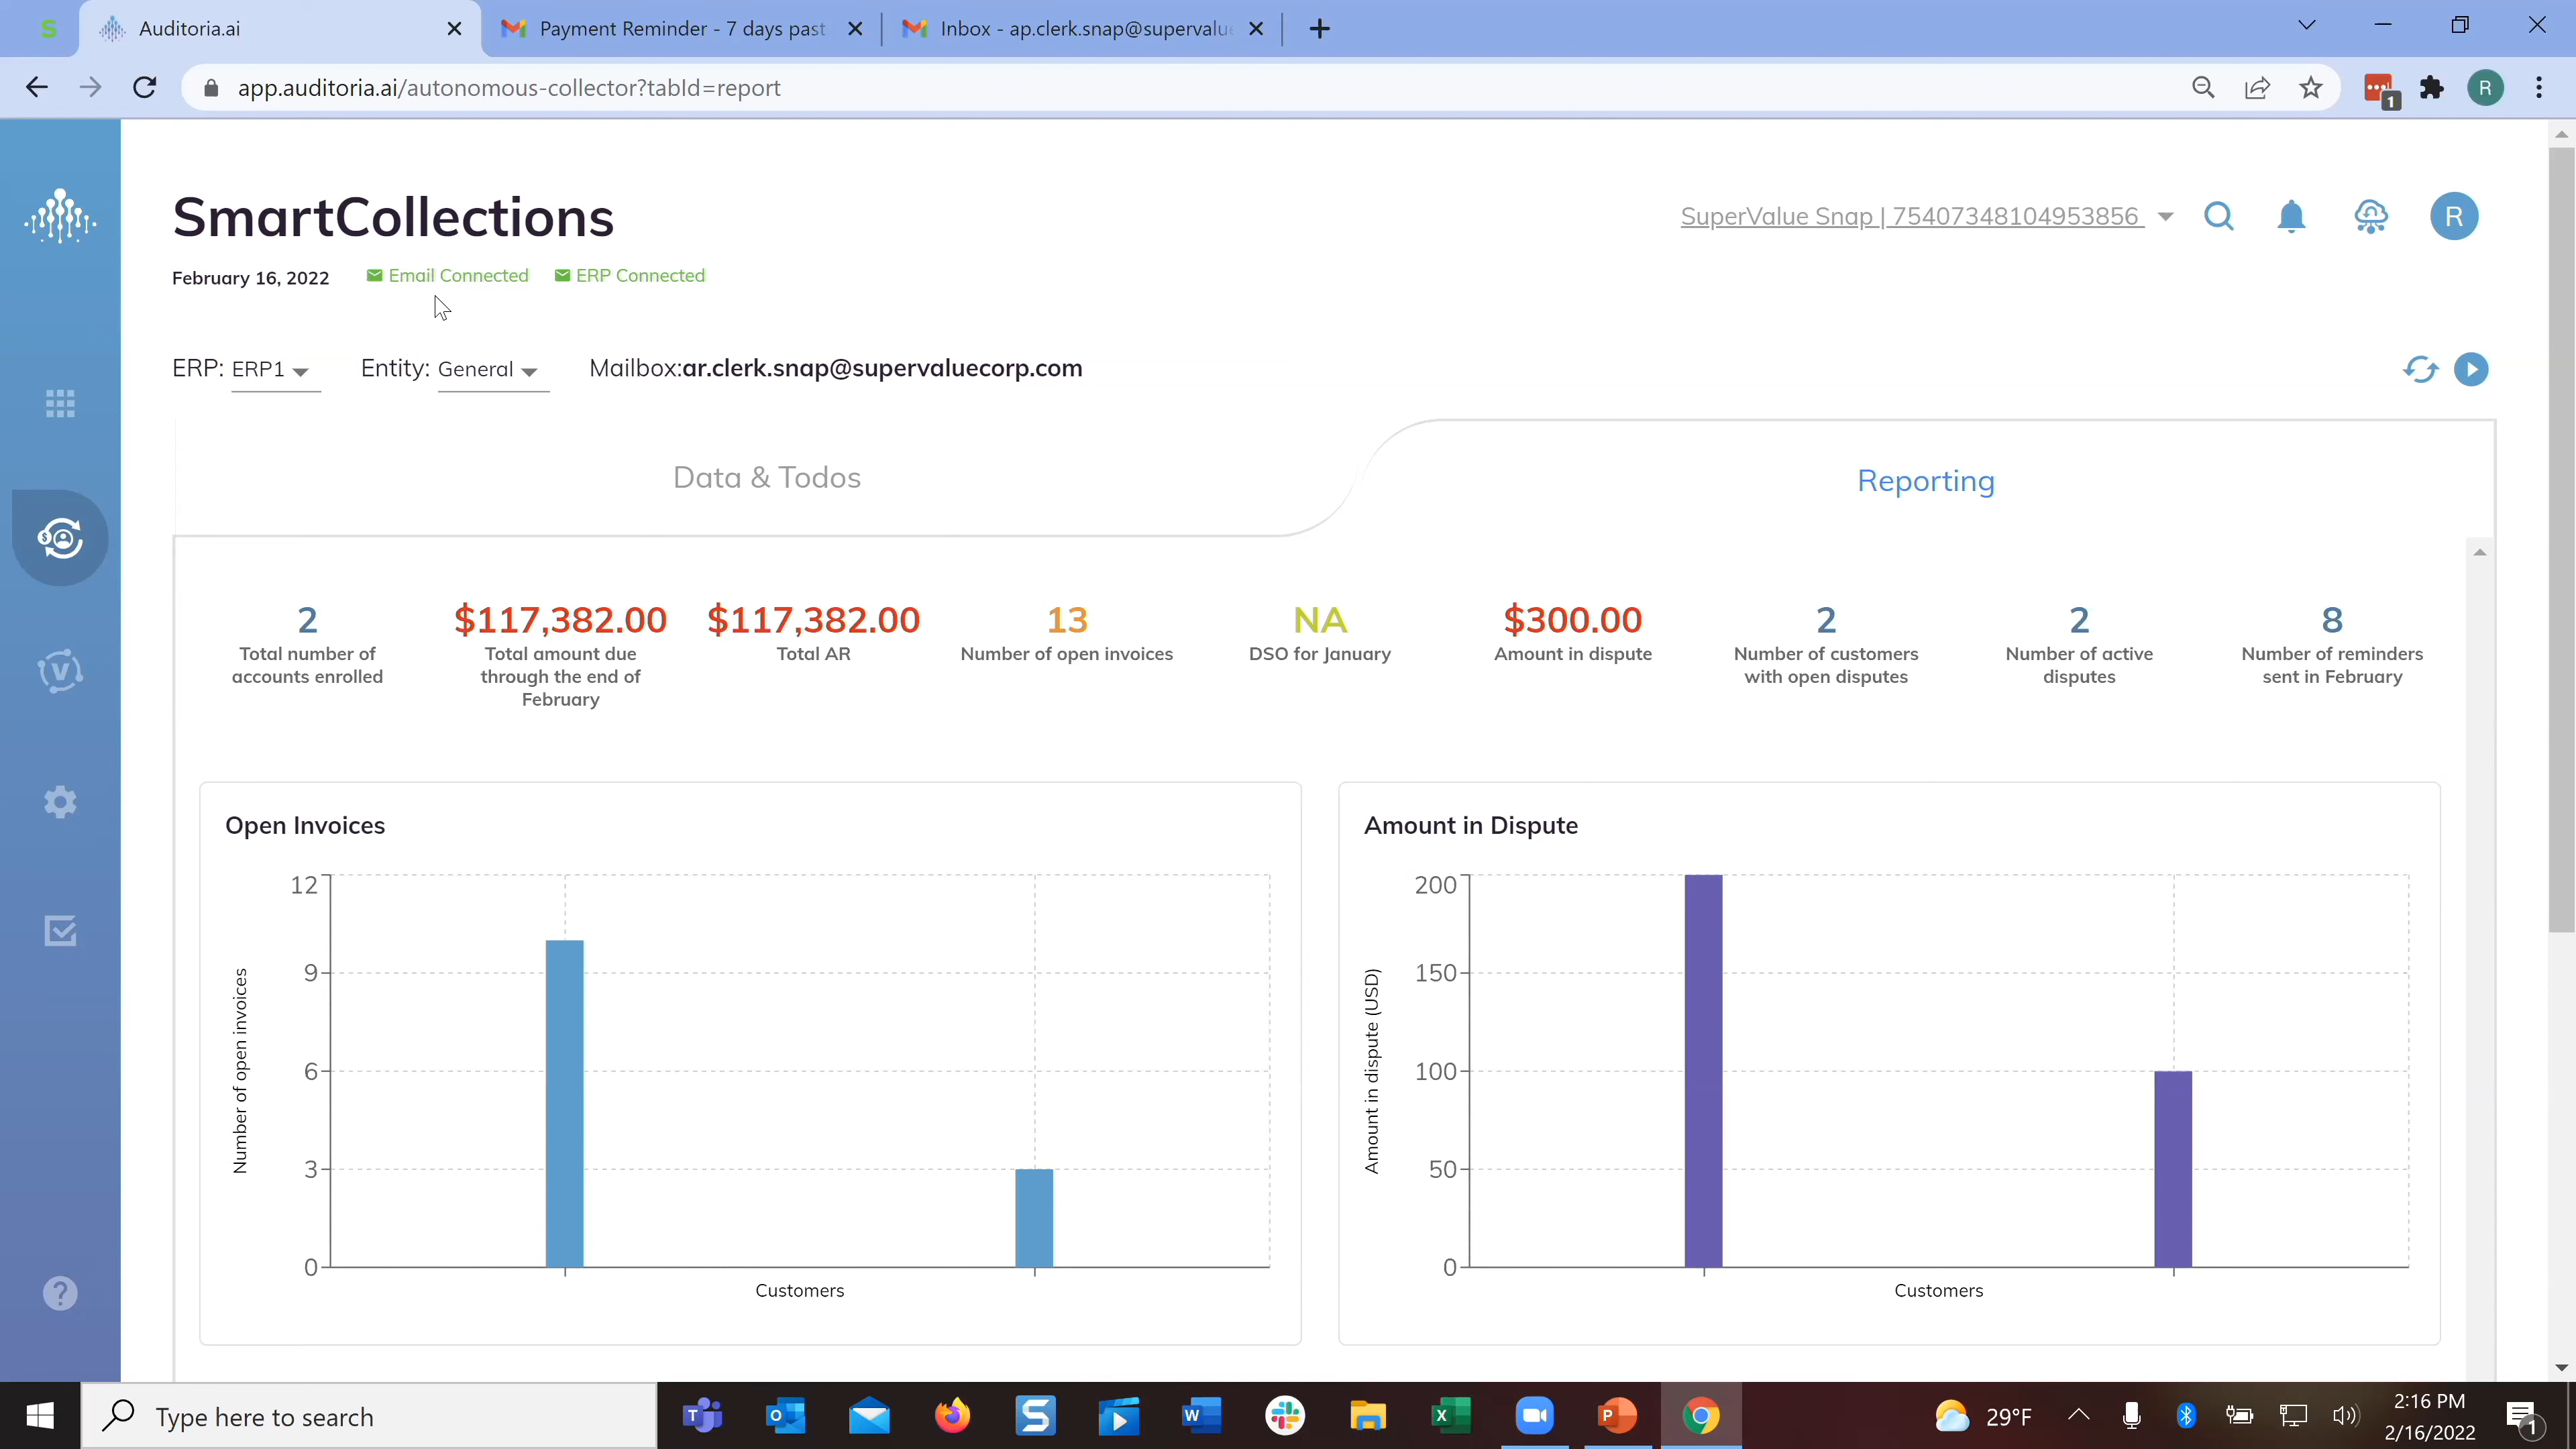 S
Auditoria.ai
Payment Reminder - 7 days past
Inbox - ap.clerk.snap@supervalue
app.auditoria.ai/autonomous-collector?tabId=report
1
R
SmartCollections
SuperValue Snap | 75407348104953856
R
February 16, 2022
Email Connected
ERP Connected
ERP: ERP1
Entity: General
Mailbox:ar.clerk.snap@supervaluecorp.com
Data & Todos
Reporting
2
Total number of
accounts enrolled
$117,382.00
Total amount due
through the end of
February
$117,382.00
Total AR
13
Number of open invoices
NA
DSO for January
$300.00
Amount in dispute
2
Number of customers
with open disputes
2
Number of active
disputes
8
Number of reminders
sent in February
V
?
Open Invoices
12
9
6
3
0
Number of open invoices
Customers
Amount in Dispute
200
150
100
50
0
Amount in dispute (USD)
Customers
Type here to search
29°F
2:16 PM
2/16/2022
1